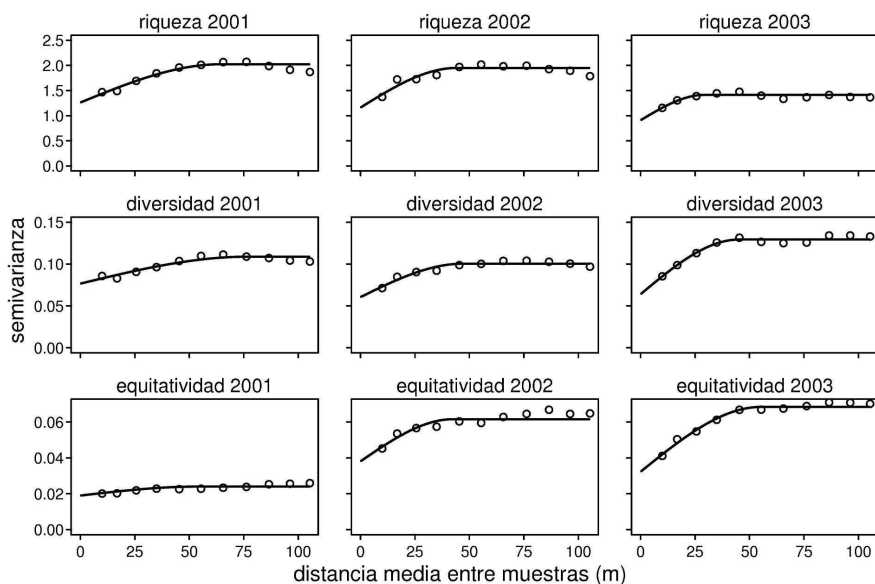 riqueza 2001 riqueza 2002 riqueza 2003
2.5
2.0
1.5
1.0
0.5
0.0
diversidad 2001 diversidad 2002 diversidad 2003
0.15
0.10
0.05
0.00
semivarianza
equitatividad 2001 equitatividad 2002 equitatividad 2003
0.06
0.04
0.02
0.00
0 25 50 75 100 0 25 50 75 100 0 25 50 75 100
distancia media entre muestras (m)